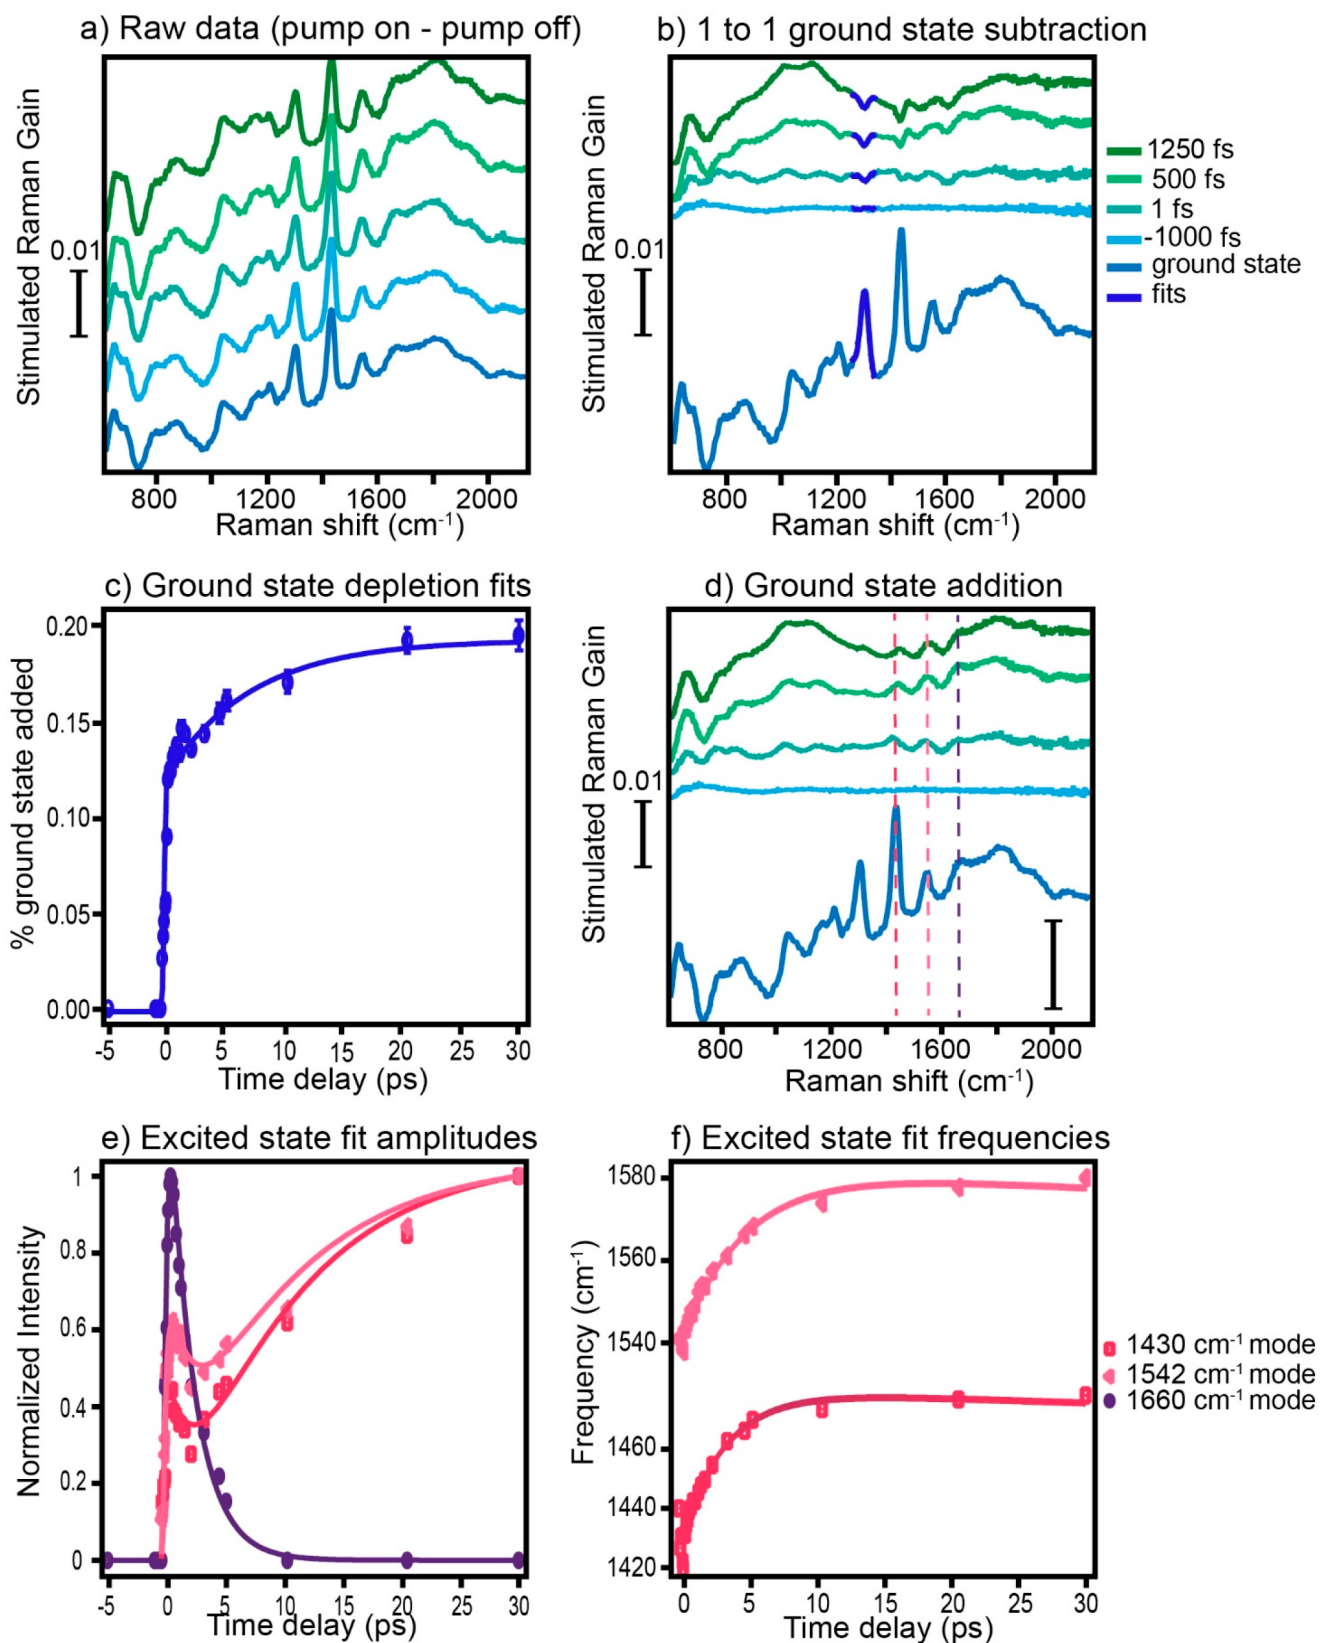 a) Raw data (pump on - pump off)
Stimulated Raman Gain
0.01
800 1200 1600 2000
Raman shift (cm⁻¹)
b) 1 to 1 ground state subtraction
Stimulated Raman Gain
0.01
800 1200 1600 2000
Raman shift (cm⁻¹)
1250 fs
500 fs
1 fs
-1000 fs
ground state
fits
c) Ground state depletion fits
% ground state added
0.20
0.15
0.10
0.05
0.00
-5 0 5 10 15 20 25 30
Time delay (ps)
d) Ground state addition
Stimulated Raman Gain
0.01
800 1200 1600 2000
Raman shift (cm⁻¹)
e) Excited state fit amplitudes
Normalized Intensity
1
0.8
0.6
0.4
0.2
0
-5 0 5 10 15 20 25 30
Time delay (ps)
f) Excited state fit frequencies
Frequency (cm⁻¹)
1580
1560
1540
1460
1440
1420
0 5 10 15 20 25 30
Time delay (ps)
1430 cm⁻¹ mode
1542 cm⁻¹ mode
1660 cm⁻¹ mode